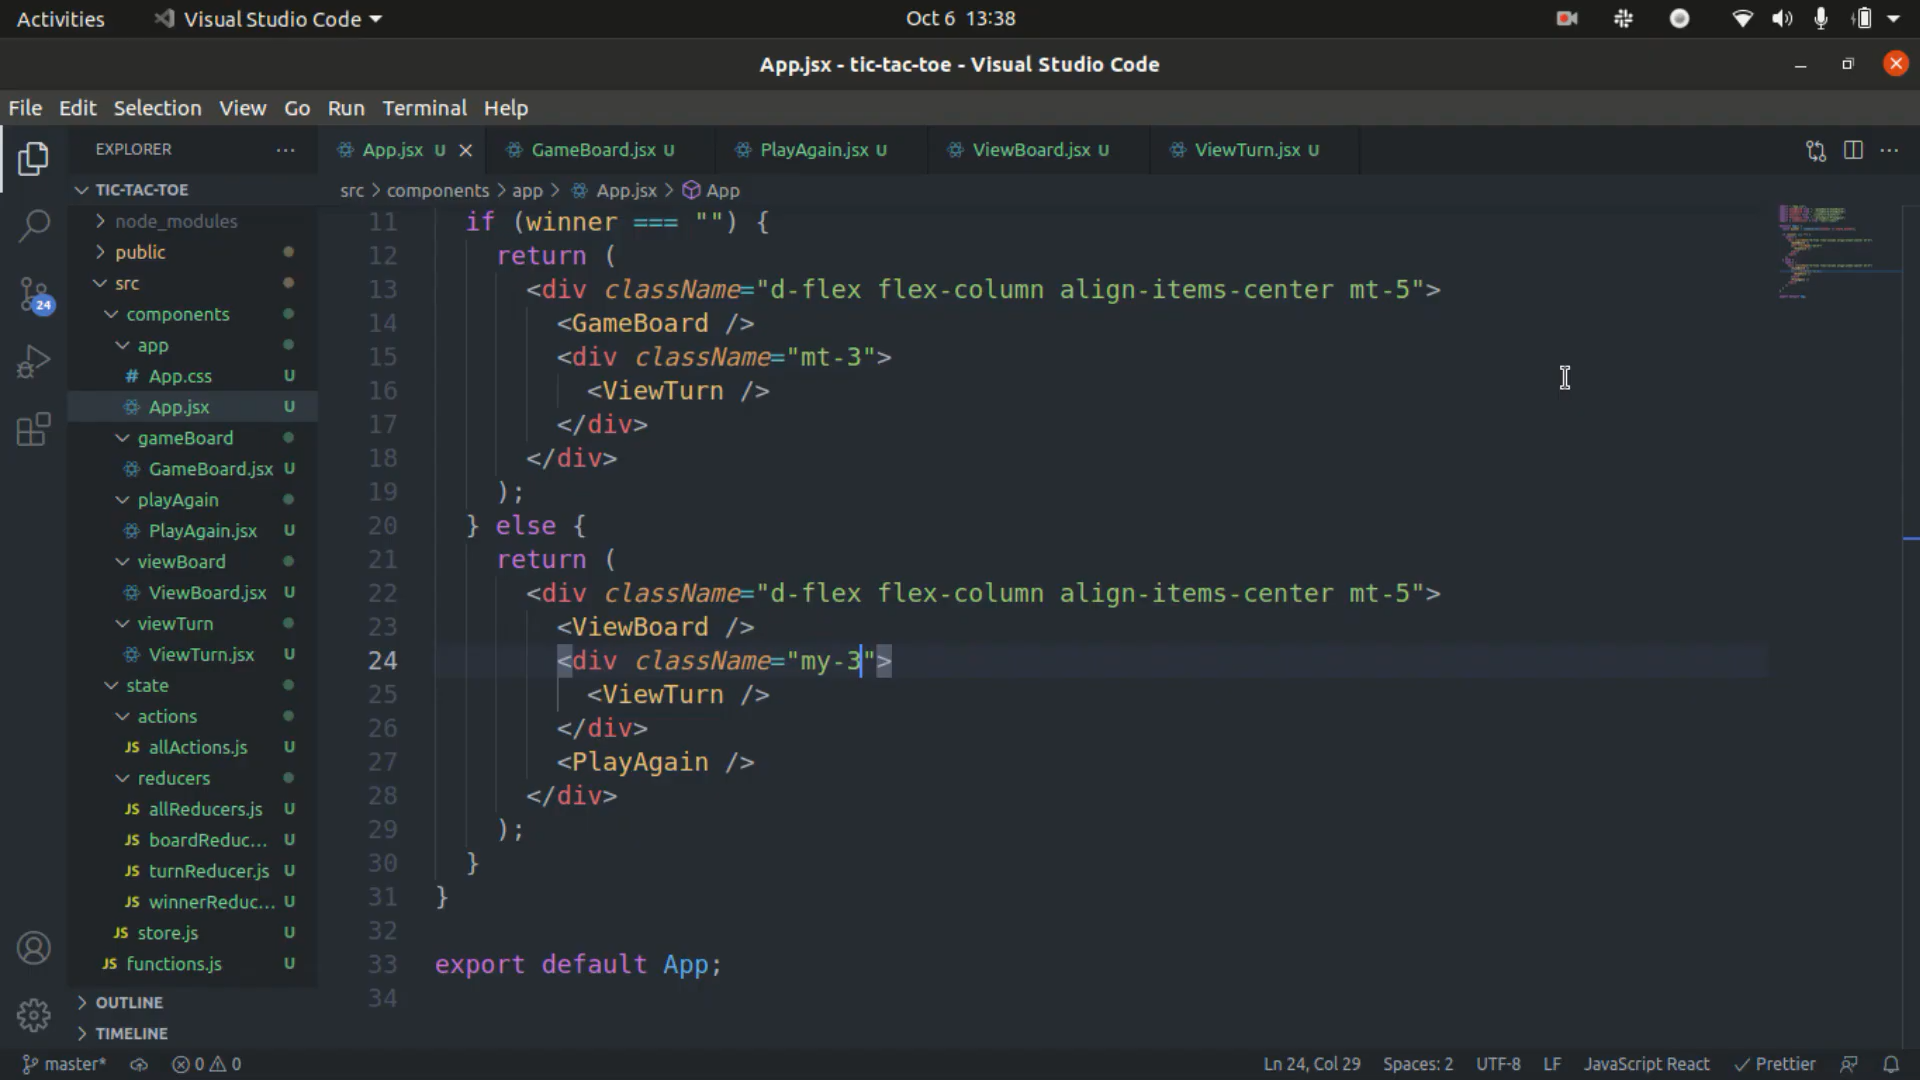 Activities
Visual Studio Code
Oct 6 13:38
App.jsx - tic-tac-toe - Visual Studio Code
File Edit Selection View Go Run Terminal Help
EXPLORER
App.jsx U
GameBoard.jsx U
PlayAgain.jsx U
ViewBoard.jsx U
ViewTurn.jsx U
TIC-TAC-TOE
node_modules
public
src
components
app
# App.css U
App.jsx U
gameBoard
GameBoard.jsx U
playAgain
PlayAgain.jsx U
viewBoard
ViewBoard.jsx U
viewTurn
ViewTurn.jsx U
state
actions
JS allActions.js U
reducers
JS allReducers.js U
JS boardReduc... U
JS turnReducer.js U
JS winnerReduc... U
JS store.js U
JS functions.js U
OUTLINE
TIMELINE
24
src > components > app > App.jsx > App
11 if (winner === "") {
12 return (
13 <div className="d-flex flex-column align-items-center mt-5">
14 <GameBoard />
15 <div className="mt-3">
16 <ViewTurn />
17 </div>
18 </div>
19 );
20 } else {
21 return (
22 <div className="d-flex flex-column align-items-center mt-5">
23 <ViewBoard />
24 <div className="my-3">
25 <ViewTurn />
26 </div>
27 <PlayAgain />
28 </div>
29 );
30 }
31 }
32
33 export default App;
34
master* 0 0
Ln 24, Col 29 Spaces: 2 UTF-8 LF JavaScript React Prettier